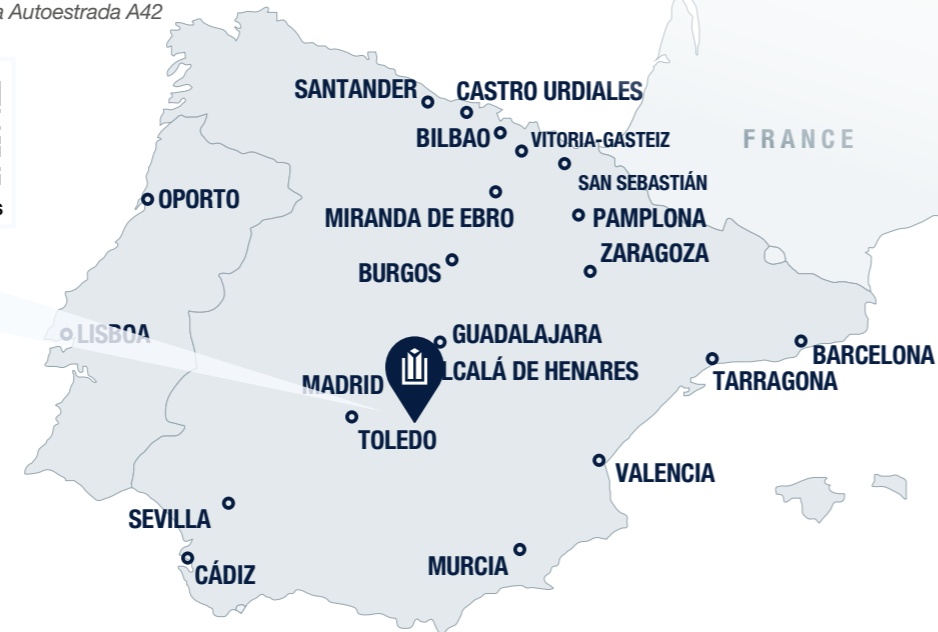 a Autoestrada A42
SANTANDER
CASTRO URDIALES
BILBAO
VITORIA-GASTEIZ
FRANCE
SAN SEBASTIÁN
OPORTO
MIRANDA DE EBRO
PAMPLONA
ZARAGOZA
BURGOS
LISBOA
GUADALAJARA
BARCELONA
LCALÁ DE HENARES
MADRID
TARRAGONA
TOLEDO
VALENCIA
SEVILLA
MURCIA
CÁDIZ